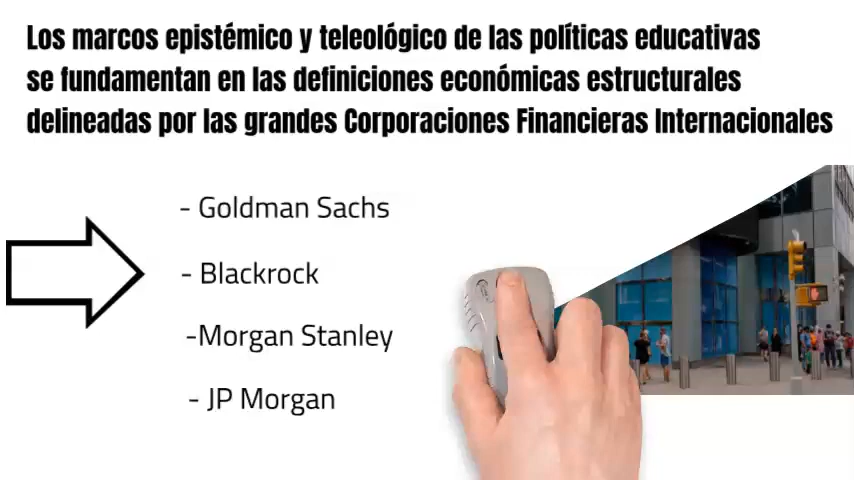 Los marcos epistémico y teleológico de las políticas educativas
se fundamentan en las definiciones económicas estructurales
delineadas por las grandes Corporaciones Financieras Internacionales
- Goldman Sachs
- Blackrock
-Morgan Stanley
- JP Morgan